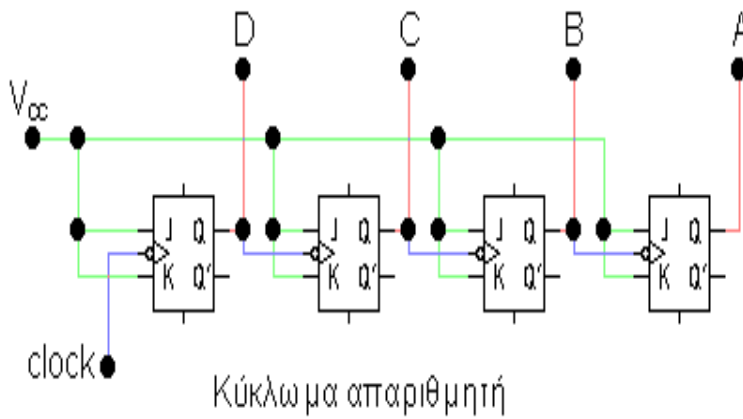 D C B A
Vcc
J Q J Q J Q J Q
K Q' K Q' K Q' K Q'
clock
Κύκλωμα απαριθμητή